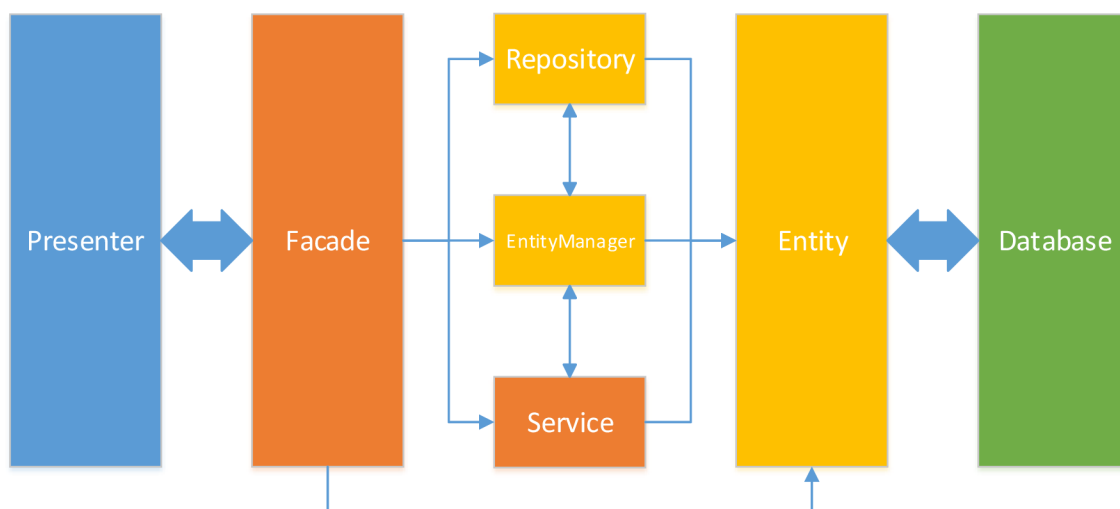 Presenter
Facade
Repository
EntityManager
Service
Entity
Database